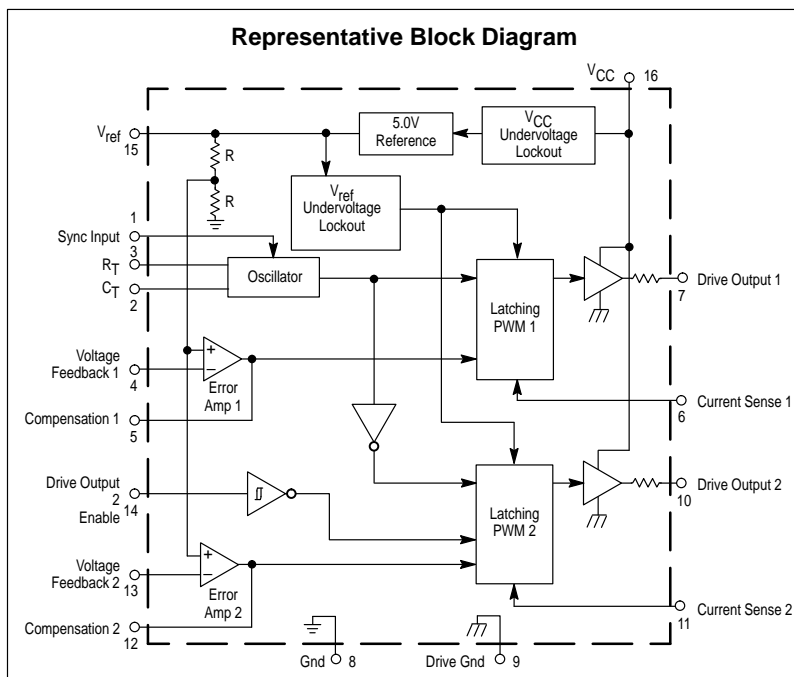 Representative Block Diagram
VCC
16
Vref
15
5.0V
Reference
VCC
Undervoltage
Lockout
R
R
Vref
Undervoltage
Lockout
1
Sync Input
3
RT
CT
2
Oscillator
Latching
PWM 1
Drive Output 1
7
Voltage
Feedback 1
4
+
–
Error
Amp 1
Current Sense 1
6
Compensation 1
5
Drive Output
2
14
Enable
Latching
PWM 2
Drive Output 2
10
Voltage
Feedback 2
13
+
–
Error
Amp 2
Current Sense 2
11
Compensation 2
12
Gnd
8
Drive Gnd
9